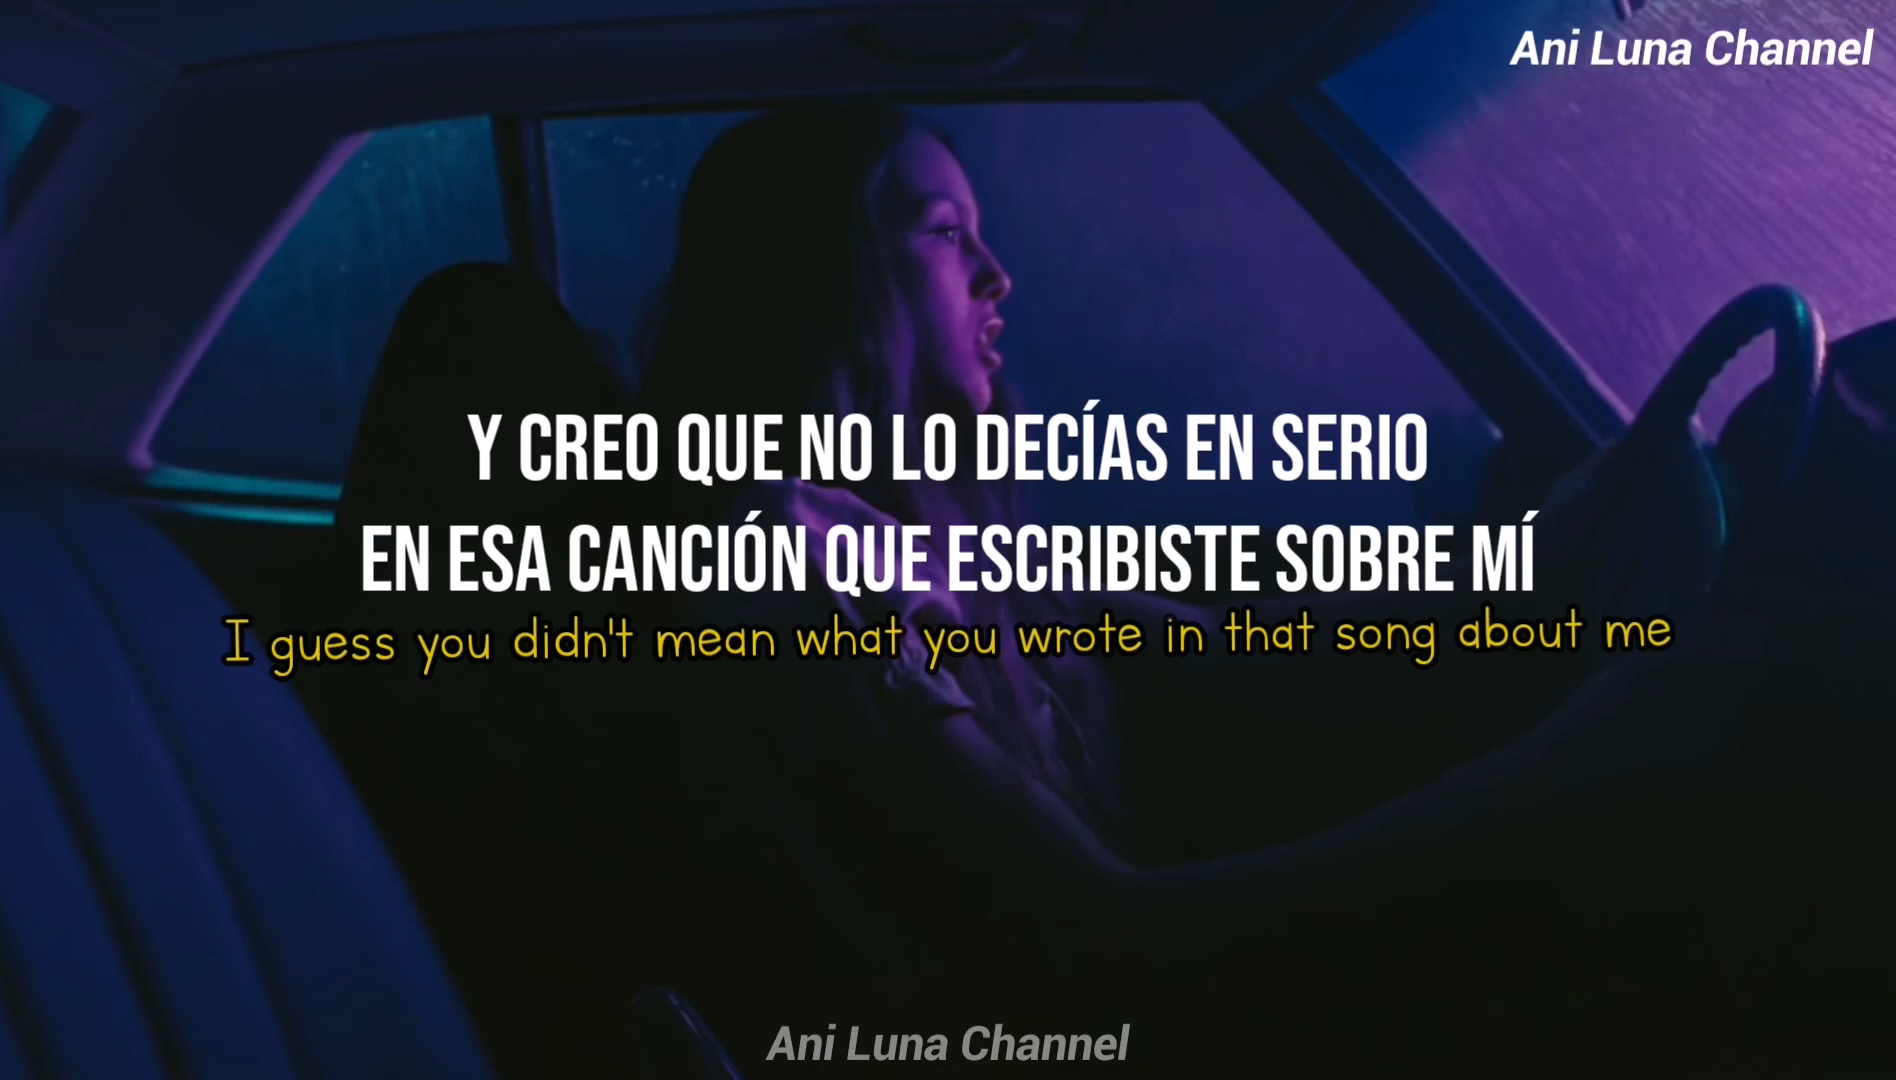 Ani Luna Channel
Y CREO QUE NO LO DECÍAS EN SERIO
EN ESA CANCIÓN QUE ESCRIBISTE SOBRE MÍ
I guess you didn't mean what you wrote in that song about me
Ani Luna Channel